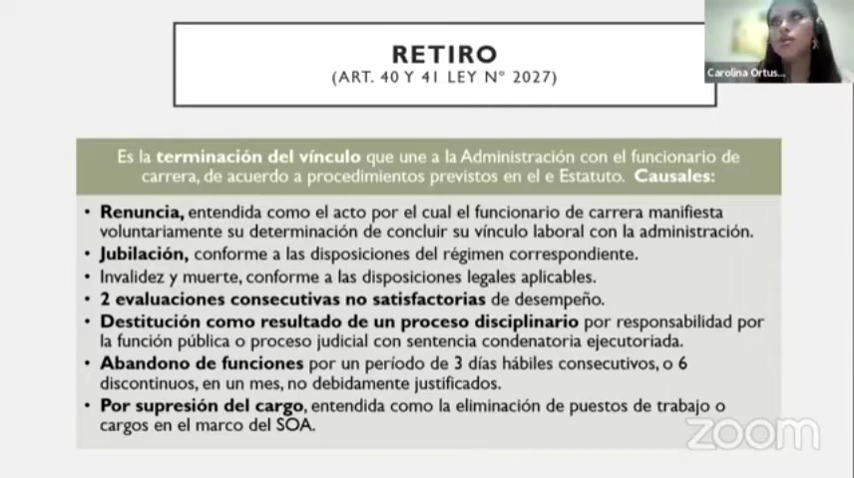 RETIRO
(ART. 40 Y 41 LEY N° 2027)
Carolina Ortus...
Es la terminación del vínculo que une a la Administración con el funcionario de
carrera, de acuerdo a procedimientos previstos en el e Estatuto. Causales:
• Renuncia, entendida como el acto por el cual el funcionario de carrera manifiesta
voluntariamente su determinación de concluir su vínculo laboral con la administración.
• Jubilación, conforme a las disposiciones del régimen correspondiente.
• Invalidez y muerte, conforme a las disposiciones legales aplicables.
• 2 evaluaciones consecutivas no satisfactorias de desempeño.
• Destitución como resultado de un proceso disciplinario por responsabilidad por
la función pública o proceso judicial con sentencia condenatoria ejecutoriada.
• Abandono de funciones por un período de 3 días hábiles consecutivos, o 6
discontinuos, en un mes, no debidamente justificados.
• Por supresión del cargo, entendida como la eliminación de puestos de trabajo o
cargos en el marco del SOA.
zoom